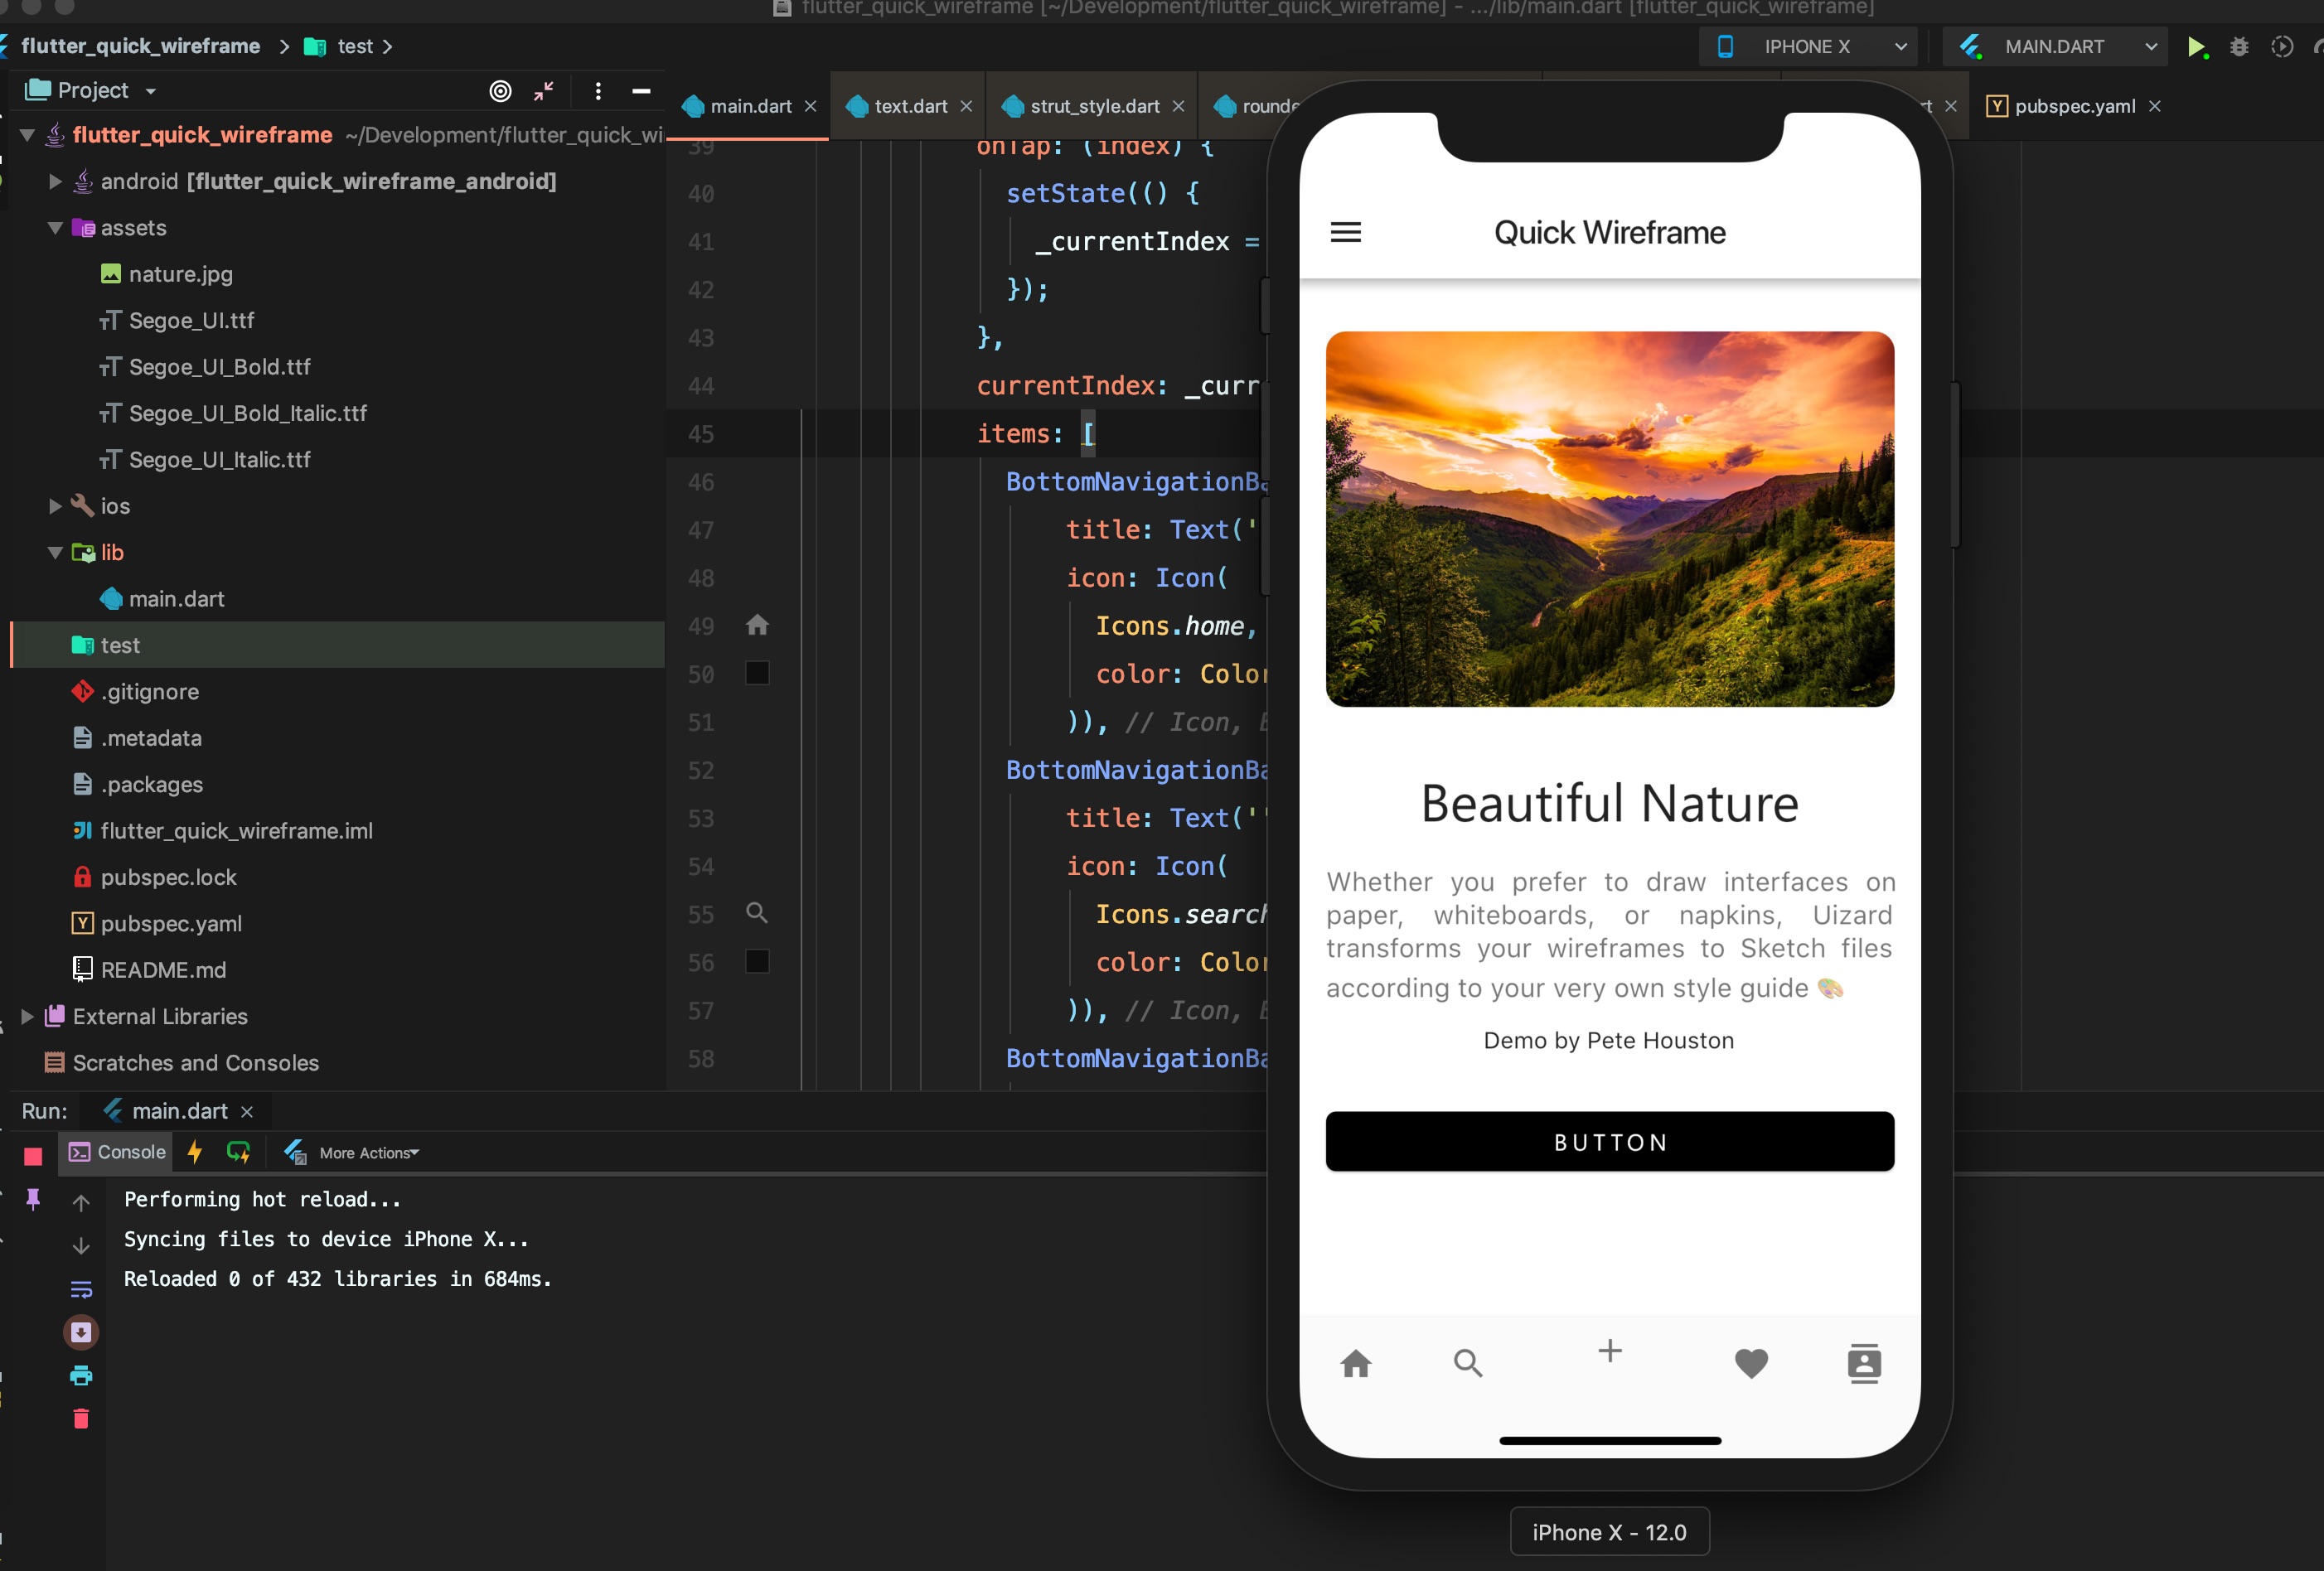 flutter_quick_wireframe [~/Development/flutter_quick_wireframe] - .../lib/main.dart [flutter_quick_wireframe]
flutter_quick_wireframe > test >
IPHONE X
MAIN.DART
Project
flutter_quick_wireframe ~/Development/flutter_quick_wi
android [flutter_quick_wireframe_android]
assets
nature.jpg
Segoe_UI.ttf
Segoe_UI_Bold.ttf
Segoe_UI_Bold_Italic.ttf
Segoe_UI_Italic.ttf
ios
lib
main.dart
test
.gitignore
.metadata
.packages
flutter_quick_wireframe.iml
pubspec.lock
pubspec.yaml
README.md
External Libraries
Scratches and Consoles
main.dart
text.dart
strut_style.dart
rounde
rt
pubspec.yaml
39 onTap: (index) {
40 setState(() {
41 _currentIndex =
42 });
43 },
44 currentIndex: _curr
45 items: [
46 BottomNavigationBa
47 title: Text('
48 icon: Icon(
49 Icons.home,
50 color: Color
51 )), // Icon, B
52 BottomNavigationBa
53 title: Text(''
54 icon: Icon(
55 Icons.search
56 color: Color
57 )), // Icon, B
58 BottomNavigationBa
Quick Wireframe
Beautiful Nature
Whether you prefer to draw interfaces on
paper, whiteboards, or napkins, Uizard
transforms your wireframes to Sketch files
according to your very own style guide 🎨
Demo by Pete Houston
BUTTON
iPhone X - 12.0
Run: main.dart
Console
More Actions
Performing hot reload...
Syncing files to device iPhone X...
Reloaded 0 of 432 libraries in 684ms.